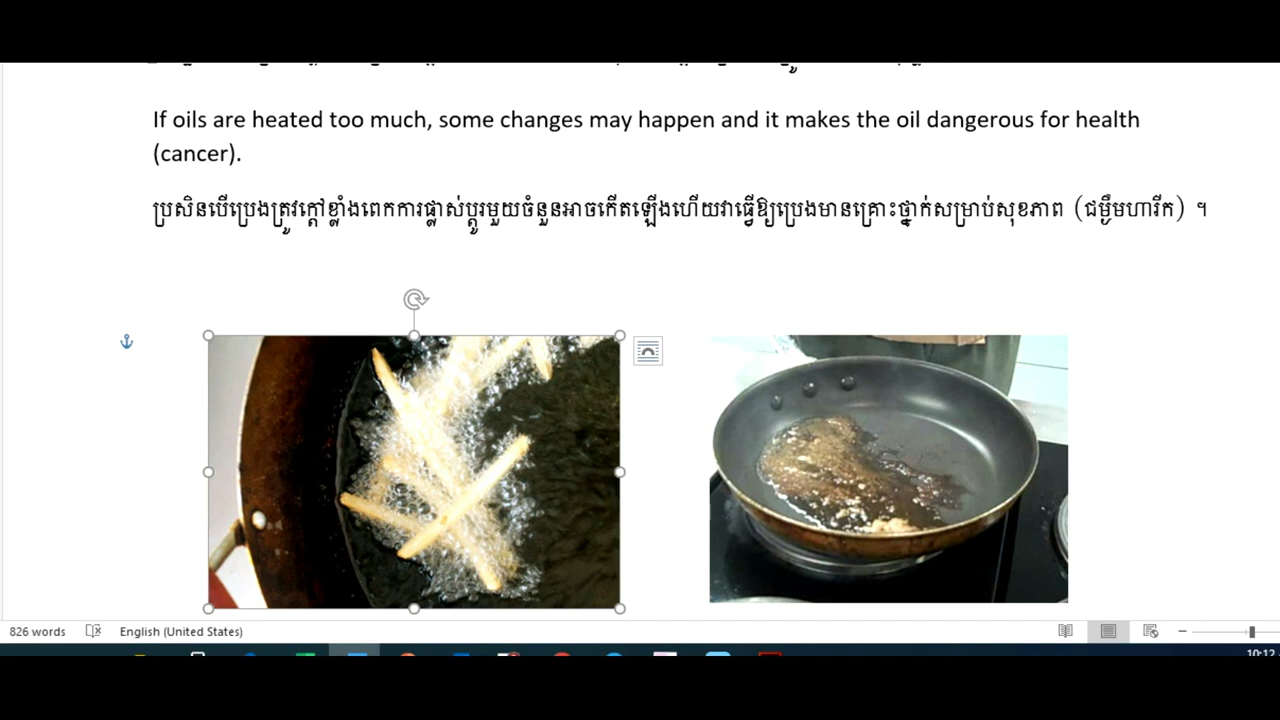 If oils are heated too much, some changes may happen and it makes the oil dangerous for health
(cancer).
ប្រសិនបើប្រេងត្រូវក្ដៅខ្លាំងពេកការផ្លាស់ប្ដូរមួយចំនួនអាចកើតឡើងហើយវាធ្វើឱ្យប្រេងមានគ្រោះថ្នាក់សម្រាប់សុខភាព (ជម្ងឺមហារីក) ។
826 words
English (United States)
10:12